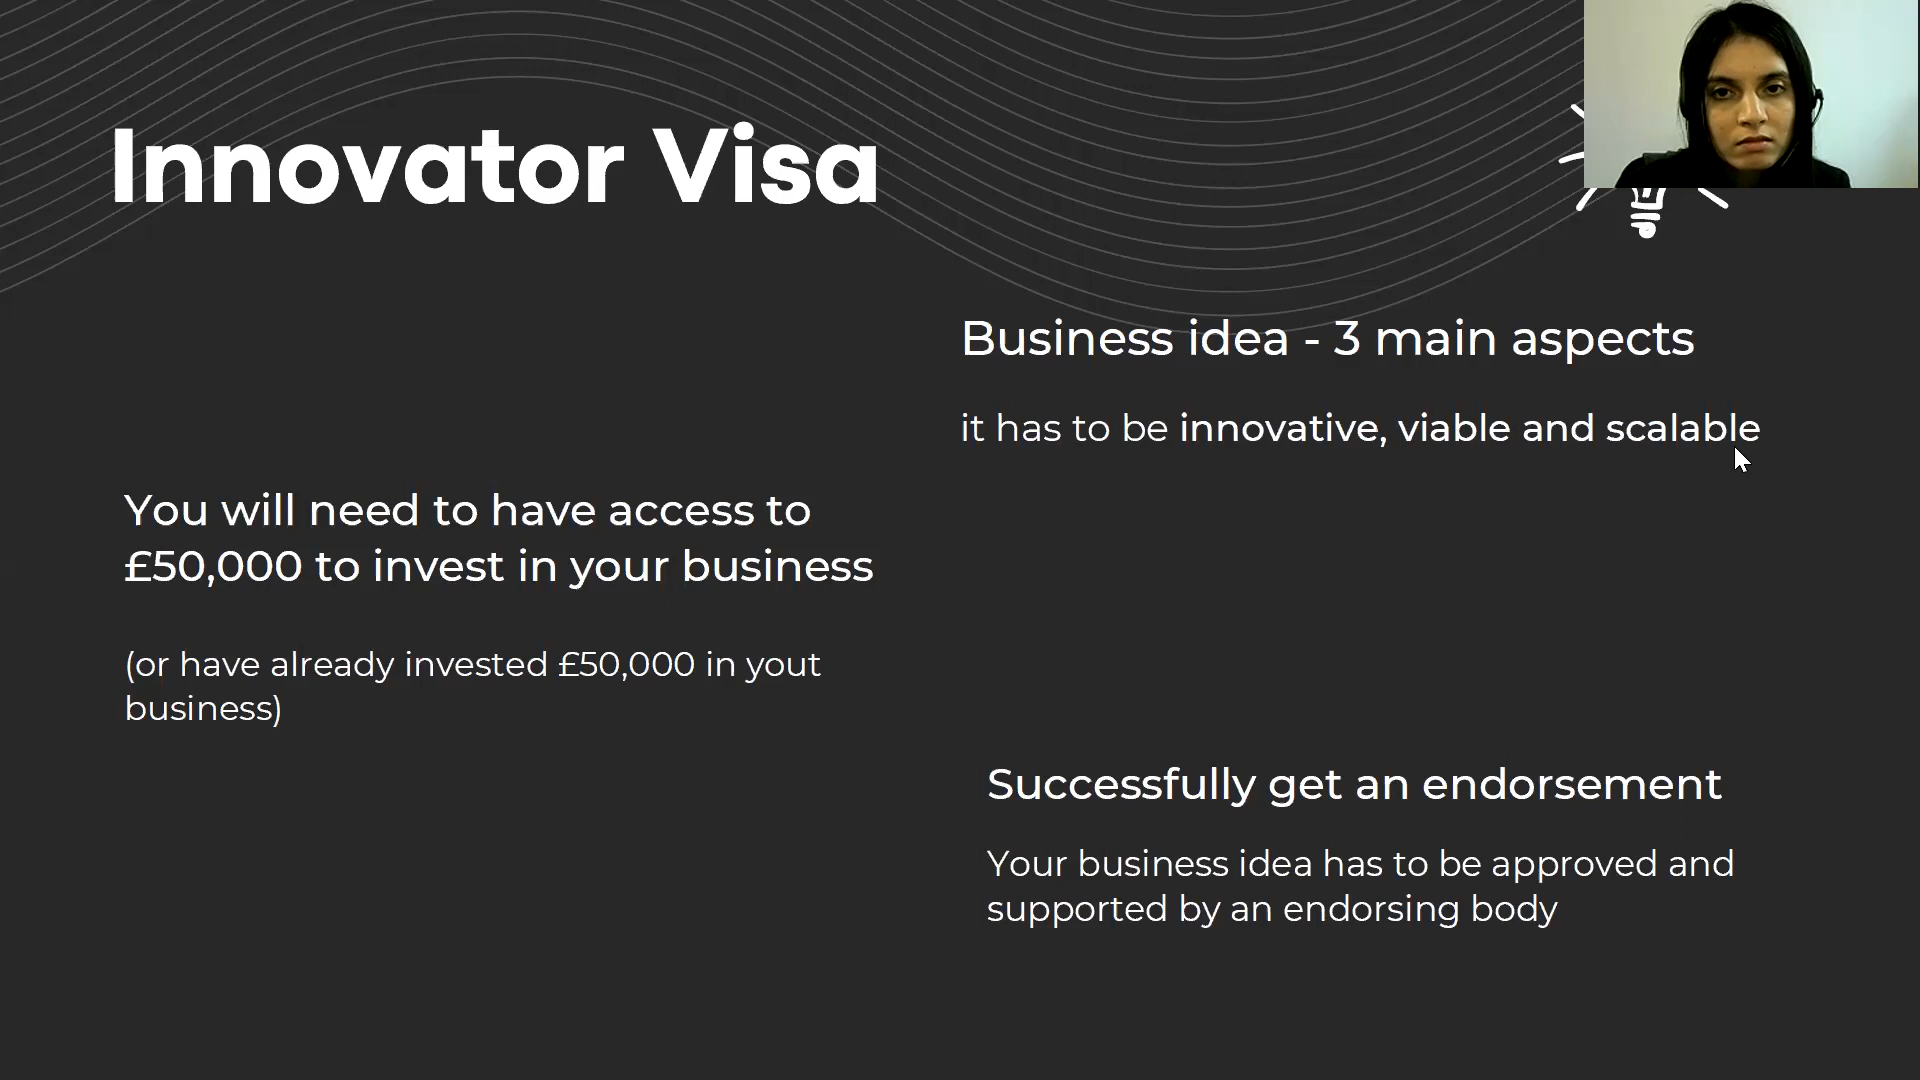 Innovator Visa
Business idea - 3 main aspects
it has to be innovative, viable and scalable
You will need to have access to
£50,000 to invest in your business
(or have already invested £50,000 in yout
business)
Successfully get an endorsement
Your business idea has to be approved and
supported by an endorsing body